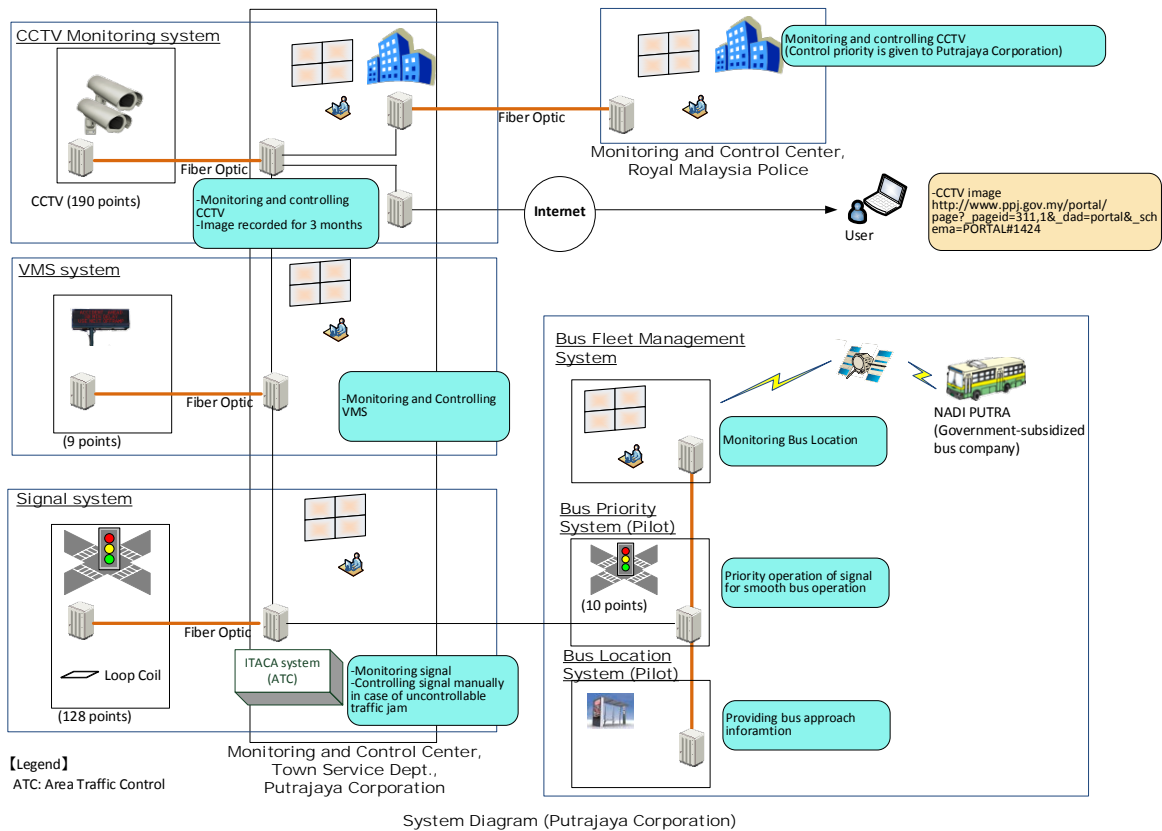 CCTV Monitoring system
Fiber Optic
CCTV (190 points)
-Monitoring and controlling
CCTV
-Image recorded for 3 months
Fiber Optic
Monitoring and controlling CCTV
(Control priority is given to Putrajaya Corporation)
Monitoring and Control Center,
Royal Malaysia Police
Internet
User
-CCTV image
http://www.ppj.gov.my/portal/
page?_pageid=311,1&_dad=portal&_sch
ema=PORTAL#1424
VMS system
Fiber Optic
(9 points)
-Monitoring and Controlling
VMS
Signal system
Fiber Optic
Loop Coil
(128 points)
ITACA system
(ATC)
-Monitoring signal
-Controlling signal manually
in case of uncontrollable
traffic jam
Monitoring and Control Center,
Town Service Dept.,
Putrajaya Corporation
Bus Fleet Management
System
Monitoring Bus Location
NADI PUTRA
(Government-subsidized
bus company)
Bus Priority
System (Pilot)
(10 points)
Priority operation of signal
for smooth bus operation
Bus Location
System (Pilot)
Providing bus approach
inforamtion
【Legend】
ATC: Area Traffic Control
System Diagram (Putrajaya Corporation)